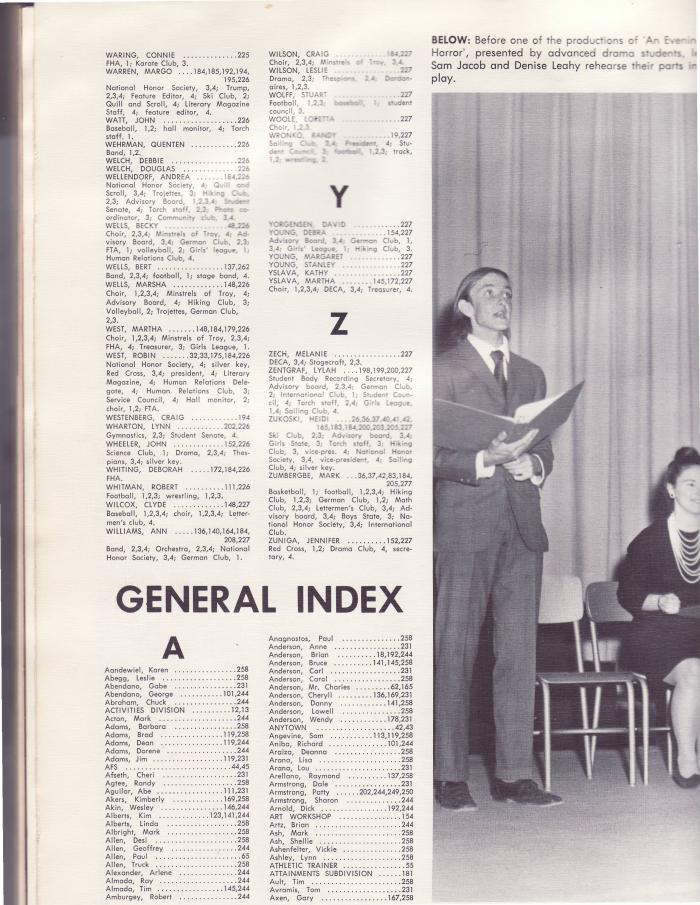 WARING, CONNIE ................225
FHA, 1; Karate Club, 3.
WARREN, MARGO ....184,185,192,194,
195,226
National Honor Society, 3,4; Trump,
2,3,4; Feature Editor, 4; Ski Club, 2;
Quill and Scroll, 4; Literary Magazine
Staff, 4; feature editor, 4.
WATT, JOHN ....................226
Baseball, 1,2; hall monitor, 4; Torch
staff, 1.
WEHRMAN, QUENTEN ............226
Band, 1,2.
WELCH, DEBBIE .................226
WELCH, DOUGLAS ..............226
WELLENDORF, ANDREA .......184,226
National Honor Society, 4; Quill and
Scroll, 3,4; Trojettes, 3; Hiking Club,
2,3; Advisory Board, 1,2,3,4; Student
Senate, 4; Torch staff, 2,3; Photo co-
ordinator, 3; Community club, 3,4.
WELLS, BECKY ................48,226
Choir, 2,3,4; Minstrels of Troy, 4; Ad-
visory Board, 3,4; German Club, 2,3;
FTA, 1; volleyball, 2; Girls' league, 1;
Human Relations Club, 4.
WELLS, BERT ................137,262
Band, 2,3,4; football, 1; stage band, 4.
WELLS, MARSHA .............148,226
Choir, 1,2,3,4; Minstrels of Troy, 4;
Advisory Board, 4; Hiking Club, 3;
Volleyball, 2; Trojettes, German Club,
2,3.
WEST, MARTHA .......148,184,179,226
Choir, 1,2,3,4; Minstrels of Troy, 2,3,4;
FHA, 4; Treasurer, 3; Girls League, 1.
WEST, ROBIN .......32,33,175,184,226
National Honor Society, 4; silver key,
Red Cross, 3,4; president, 4; Literary
Magazine, 4; Human Relations Dele-
gate, 4; Human Relations Club, 3;
Service Council, 4; Hall monitor, 2;
choir, 1,2; FTA.
WESTENBERG, CRAIG .............194
WHARTON, LYNN ............202,226
Gymnastics, 2,3; Student Senate, 4.
WHEELER, JOHN .............152,226
Science Club, 1; Drama, 2,3,4; Thes-
pians, 3,4; silver key.
WHITING, DEBORAH .....172,184,226
FHA.
WHITMAN, ROBERT ...........111,226
Football, 1,2,3; wrestling, 1,2,3.
WILCOX, CLYDE .............148,227
Baseball, 1,2,3,4; choir, 1,2,3,4; Letter-
men's club, 4.
WILLIAMS, ANN .....136,140,164,184,
208,227
Band, 2,3,4; Orchestra, 2,3,4; National
Honor Society, 3,4; German Club, 1.
WILSON, CRAIG .............184,227
Choir, 2,3,4; Minstrels of Troy, 3,4.
WILSON, LESLIE .................227
Drama, 2,3; Thespians, 2,4; Dardan-
aires, 1,2,3.
WOLFF, STUART .................227
Football, 1,2,3; baseball, 1; student
council, 3.
WOOLE, LORETTA ...............227
Choir, 1,2,3.
WRONKO, RANDY .............19,227
Sailing Club, 3,4; President, 4; Stu-
dent Council, 3; football, 1,2,3; track,
1,2; wrestling, 2.
Y
YORGENSEN, DAVID .............227
YOUNG, DEBRA .............154,227
Advisory Board, 3,4; German Club, 1,
3,4; Girls' League, 1; Hiking Club, 3.
YOUNG, MARGARET .............227
YOUNG, STANLEY ...............227
YSLAVA, KATHY .................227
YSLAVA, MARTHA ........145,172,227
Choir, 1,2,3,4; DECA, 3,4; Treasurer, 4.
Z
ZECH, MELANIE .................227
DECA, 3,4; Stagecraft, 2,3.
ZENTGRAF, LYLAH ....198,199,200,227
Student Body Recording Secretary, 4;
Advisory board, 2,3,4; German Club,
2; International Club, 1; Student Coun-
cil, 4; Torch staff, 2,4; Girls League,
1,4; Sailing Club, 4.
ZUKOSKI, HEIDI ....26,36,37,40,41,42,
165,183,184,200,203,205,227
Ski Club, 2,3; Advisory board, 3,4;
Girls State, 3; Torch staff, 3; Hiking
Club, 3, vice-pres. 4; National Honor
Society, 3,4, vice-president, 4; Sailing
Club, 4; silver key.
ZUMBERGBE, MARK ...36,37,42,83,184,
205,277
Basketball, 1; football, 1,2,3,4; Hiking
Club, 1,2,3; German Club, 1,2; Math
Club, 2,3,4; Lettermen's Club, 3,4; Ad-
visory board, 3,4; Boys State, 3; Na-
tional Honor Society, 3,4; International
Club.
ZUNIGA, JENNIFER ..........152,227
Red Cross, 1,2; Drama Club, 4, secre-
tary, 4.
BELOW: Before one of the productions of 'An Evenin
Horror', presented by advanced drama students, l
Sam Jacob and Denise Leahy rehearse their parts in
play.
GENERAL INDEX
A
Aandewiel, Karen ...............258
Abegg, Leslie ..................258
Abendano, Gabe ...............231
Abendano, George ..........101,244
Abraham, Chuck ...............244
ACTIVITIES DIVISION ...........12,13
Acton, Mark ...................244
Adams, Barbara ................258
Adams, Brad ...............119,258
Adams, Dean ...............119,244
Adams, Dorene .................244
Adams, Jim .................119,231
AFS .........................44,45
Afseth, Cheri ...................231
Agtee, Randy ..................258
Aguilar, Abe ................111,231
Akers, Kimberly .............169,258
Akin, Wesley ...............146,244
Alberts, Kim ............123,141,244
Alberts, Linda ..................258
Albright, Mark .................258
Allen, Desi .....................258
Allen, Geoffrey .................244
Allen, Paul ......................65
Allen, Truck ....................258
Alexander, Arlene ..............244
Almada, Ray ...................244
Almada, Tim ...............145,244
Amburgey, Robert ..............244
Anagnostos, Paul ...............258
Anderson, Anne ................231
Anderson, Brian ..........18,192,244
Anderson, Bruce .........141,145,258
Anderson, Carl .................231
Anderson, Carol ................258
Anderson, Mr. Charles ........62,165
Anderson, Cheryll .......136,169,231
Anderson, Danny ...........141,258
Anderson, Lowell ...............258
Anderson, Wendy ...........178,231
ANYTOWN ...................42,43
Angevine, Sam ..........113,119,258
Aniba, Richard .............101,244
Araiza, Deanna ................258
Arana, Lisa ....................258
Arana, Lou ....................231
Arellano, Raymond .........137,258
Armstrong, Dale ...............231
Armstrong, Patty ....202,244,249,250
Armstrong, Sharon .............244
Arnold, Dick ...............192,244
ART WORKSHOP ...............154
Artz, Brian .....................244
Ash, Mark .....................258
Ash, Shellie ....................258
Ashenfelter, Vickie .............258
Ashley, Lynn ...................258
ATHLETIC TRAINER ..............55
ATTAINMENTS SUBDIVISION .....181
Ault, Tim ......................258
Avramis, Tom ..................231
Axen, Gary .................167,258